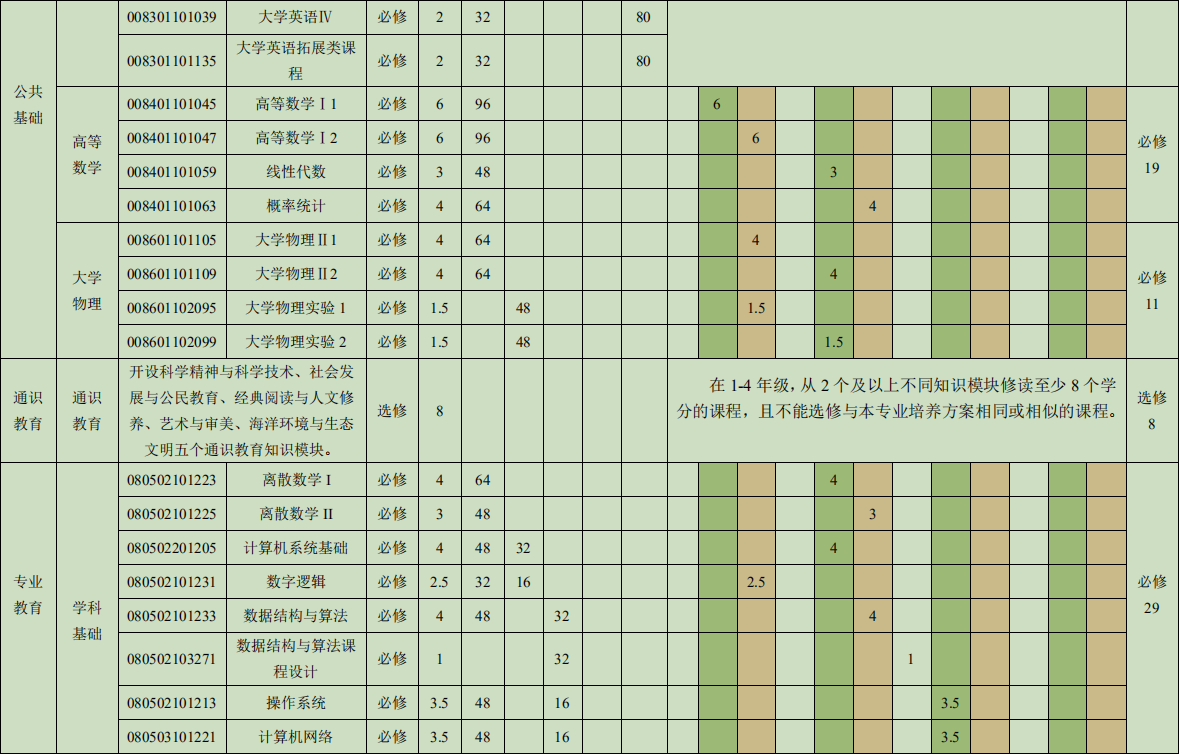 公共
基础
008301101039 大学英语Ⅳ 必修 2 32 80
008301101135 大学英语拓展类课
程 必修 2 32 80
高等
数学
008401101045 高等数学Ⅰ1 必修 6 96 6
008401101047 高等数学Ⅰ2 必修 6 96 6
008401101059 线性代数 必修 3 48 3
008401101063 概率统计 必修 4 64 4
必修
19
大学
物理
008601101105 大学物理Ⅱ1 必修 4 64 4
008601101109 大学物理Ⅱ2 必修 4 64 4
008601102095 大学物理实验 1 必修 1.5 48 1.5
008601102099 大学物理实验 2 必修 1.5 48 1.5
必修
11
通识
教育
通识
教育
开设科学精神与科学技术、社会发
展与公民教育、经典阅读与人文修
养、艺术与审美、海洋环境与生态
文明五个通识教育知识模块。
选修 8
在 1-4 年级，从 2 个及以上不同知识模块修读至少 8 个学
分的课程，且不能选修与本专业培养方案相同或相似的课程。
选修
8
专业
教育
学科
基础
080502101223 离散数学 I 必修 4 64 4
080502101225 离散数学 II 必修 3 48 3
080502201205 计算机系统基础 必修 4 48 32 4
080502101231 数字逻辑 必修 2.5 32 16 2.5
080502101233 数据结构与算法 必修 4 48 32 4
080502103271 数据结构与算法课
程设计 必修 1 32 1
080502101213 操作系统 必修 3.5 48 16 3.5
080503101221 计算机网络 必修 3.5 48 16 3.5
必修
29